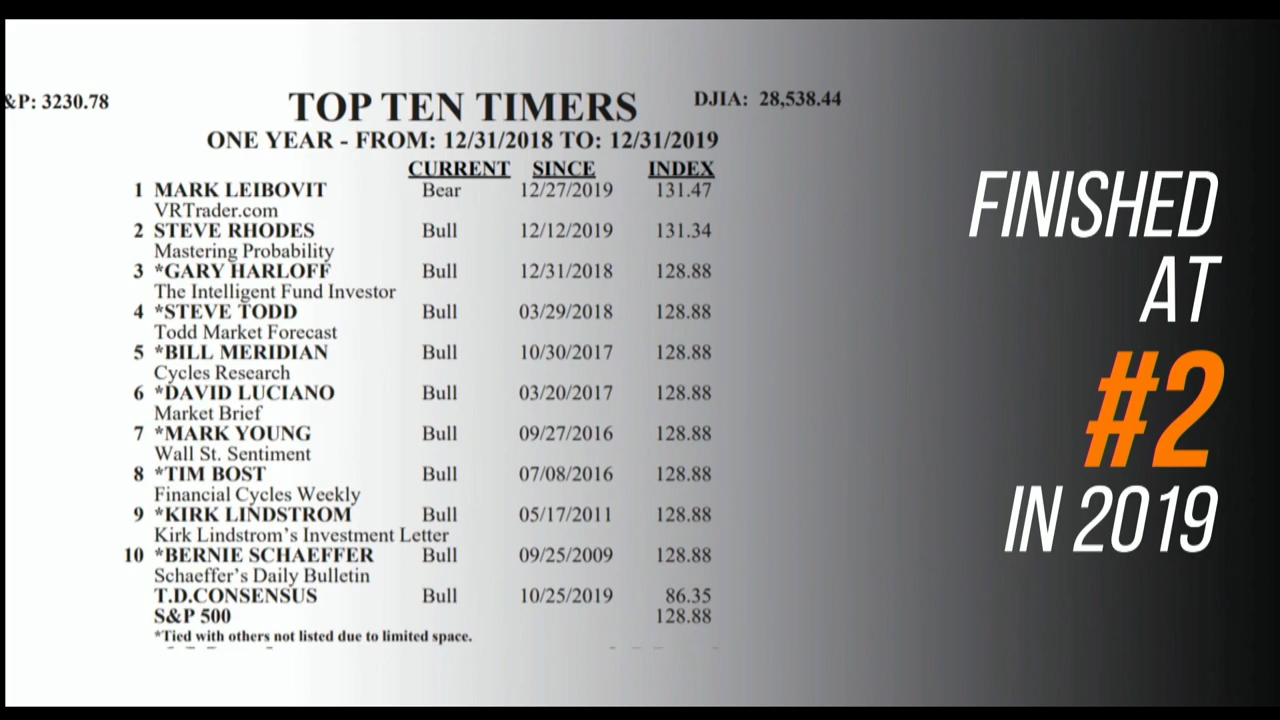 &P: 3230.78 TOP TEN TIMERS DJIA: 28,538.44
ONE YEAR - FROM: 12/31/2018 TO: 12/31/2019
CURRENT SINCE INDEX
1 MARK LEIBOVIT Bear 12/27/2019 131.47
VRTrader.com
2 STEVE RHODES Bull 12/12/2019 131.34
Mastering Probability
3 *GARY HARLOFF Bull 12/31/2018 128.88
The Intelligent Fund Investor
4 *STEVE TODD Bull 03/29/2018 128.88
Todd Market Forecast
5 *BILL MERIDIAN Bull 10/30/2017 128.88
Cycles Research
6 *DAVID LUCIANO Bull 03/20/2017 128.88
Market Brief
7 *MARK YOUNG Bull 09/27/2016 128.88
Wall St. Sentiment
8 *TIM BOST Bull 07/08/2016 128.88
Financial Cycles Weekly
9 *KIRK LINDSTROM Bull 05/17/2011 128.88
Kirk Lindstrom's Investment Letter
10 *BERNIE SCHAEFFER Bull 09/25/2009 128.88
Schaeffer's Daily Bulletin
T.D.CONSENSUS Bull 10/25/2019 86.35
S&P 500 128.88
*Tied with others not listed due to limited space.
FINISHED
AT
#2
IN 2019